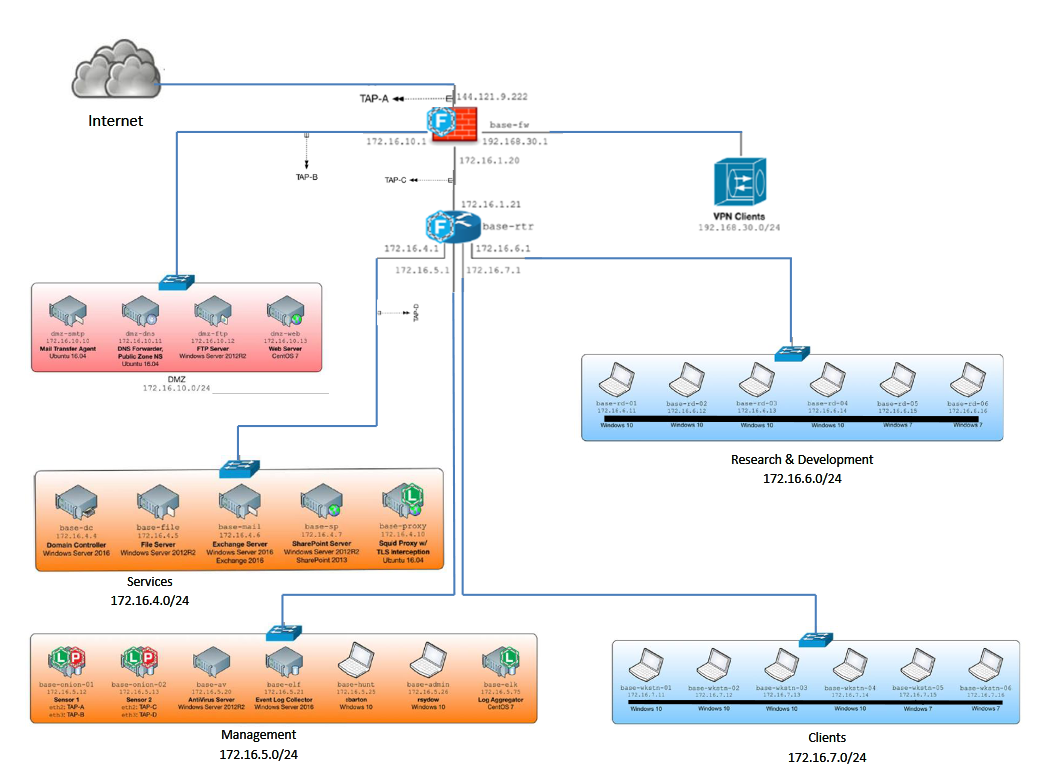 Internet
TAP-A
144.121.9.222
F
base-fw
172.16.10.1
192.168.30.1
TAP-B
172.16.1.20
TAP-C
VPN Clients
192.168.30.0/24
172.16.1.21
F
base-rtr
172.16.4.1
172.16.6.1
172.16.5.1
172.16.7.1
TAP-D
dmz-smtp
172.16.10.10
Mail Transfer Agent
Ubuntu 16.04
dmz-dns
172.16.10.11
DNS Forwarder,
Public Zone NS
Ubuntu 16.04
dmz-ftp
172.16.10.12
FTP Server
Windows Server 2012R2
dmz-web
172.16.10.13
Web Server
CentOS 7
DMZ
172.16.10.0/24
base-rd-01
172.16.6.11
Windows 10
base-rd-02
172.16.6.12
Windows 10
base-rd-03
172.16.6.13
Windows 10
base-rd-04
172.16.6.14
Windows 10
base-rd-05
172.16.6.15
Windows 7
base-rd-06
172.16.6.16
Windows 7
Research & Development
172.16.6.0/24
base-dc
172.16.4.4
Domain Controller
Windows Server 2016
base-file
172.16.4.5
File Server
Windows Server 2012R2
base-mail
172.16.4.6
Exchange Server
Windows Server 2016
Exchange 2016
base-sp
172.16.4.7
SharePoint Server
Windows Server 2012R2
SharePoint 2013
L
base-proxy
172.16.4.10
Squid Proxy w/
TLS Interception
Ubuntu 16.04
Services
172.16.4.0/24
L P
base-onion-01
172.16.5.12
Sensor 1
eth2: TAP-A
eth1: TAP-B
L P
base-onion-02
172.16.5.13
Sensor 2
eth2: TAP-C
eth1: TAP-D
base-av
172.16.5.20
AntiVirus Server
Windows Server 2012R2
base-elf
172.16.5.21
Event Log Collector
Windows Server 2016
base-hunt
172.16.5.25
rbarton
Windows 10
base-admin
172.16.5.26
rsydow
Windows 10
L
base-elk
172.16.5.75
Log Aggregator
CentOS 7
Management
172.16.5.0/24
base-wkstn-01
172.16.7.11
Windows 10
base-wkstn-02
172.16.7.12
Windows 10
base-wkstn-03
172.16.7.13
Windows 10
base-wkstn-04
172.16.7.14
Windows 10
base-wkstn-05
172.16.7.15
Windows 7
base-wkstn-06
172.16.7.16
Windows 7
Clients
172.16.7.0/24